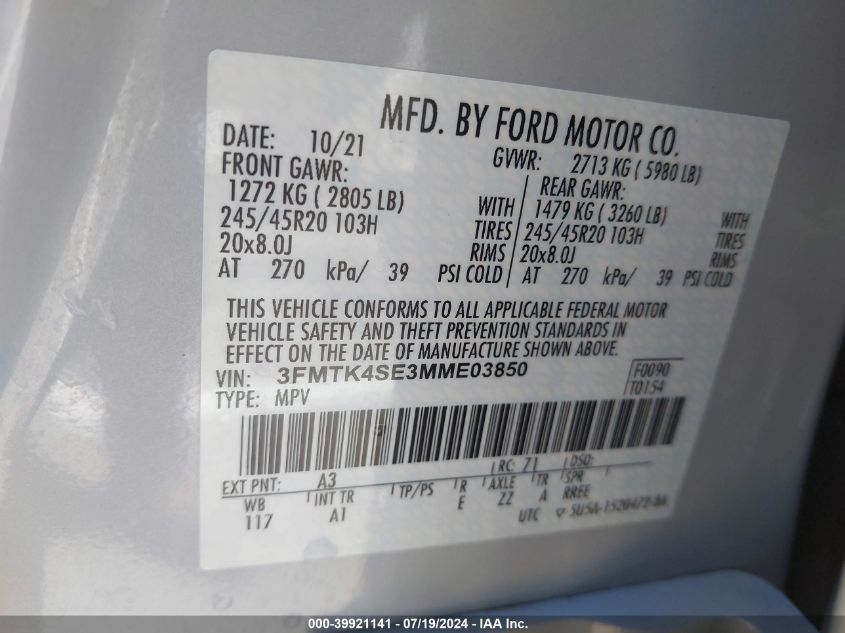 MFD. BY FORD MOTOR CO.
DATE: 10/21 GVWR: 2713 KG ( 5980 LB)
FRONT GAWR: REAR GAWR:
1272 KG ( 2805 LB) WITH 1479 KG ( 3260 LB) WITH
245/45R20 103H TIRES 245/45R20 103H TIRES
20x8.0J RIMS 20x8.0J RIMS
AT 270 kPa/ 39 PSI COLD AT 270 kPa/ 39 PSI COLD
THIS VEHICLE CONFORMS TO ALL APPLICABLE FEDERAL MOTOR
VEHICLE SAFETY AND THEFT PREVENTION STANDARDS IN
EFFECT ON THE DATE OF MANUFACTURE SHOWN ABOVE.
VIN: 3FMTK4SE3MME03850 F0090
TYPE: MPV T0154
EXT PNT: A3 RC: 71 DSO:
WB INT TR TP/PS R AXLE TR SPR
117 A1 E ZZ A RREE
UTC 5U5A-1520472-BA
000-39921141 / 07/19/2024 - IAA Inc.